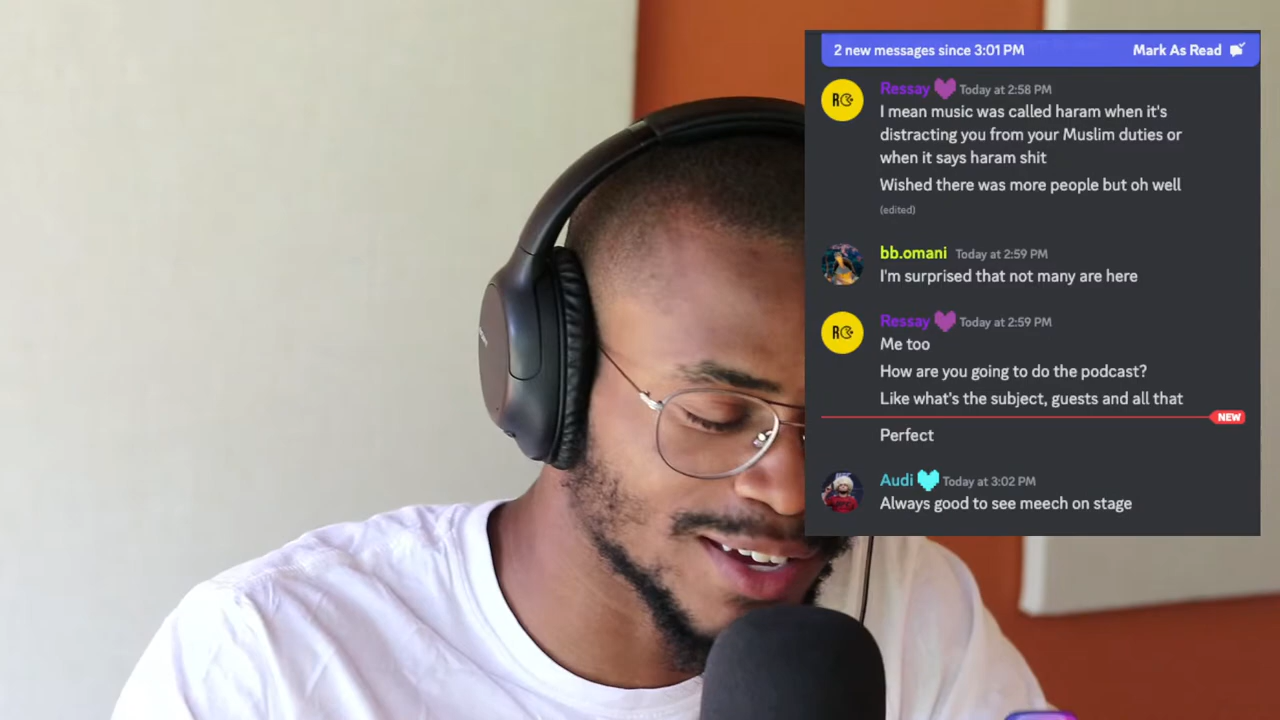 2 new messages since 3:01 PM Mark As Read
Ressay Today at 2:58 PM
I mean music was called haram when it's
distracting you from your Muslim duties or
when it says haram shit
Wished there was more people but oh well
(edited)
bb.omani Today at 2:59 PM
I'm surprised that not many are here
Ressay Today at 2:59 PM
Me too
How are you going to do the podcast?
Like what's the subject, guests and all that
NEW
Perfect
Audi Today at 3:02 PM
Always good to see meech on stage